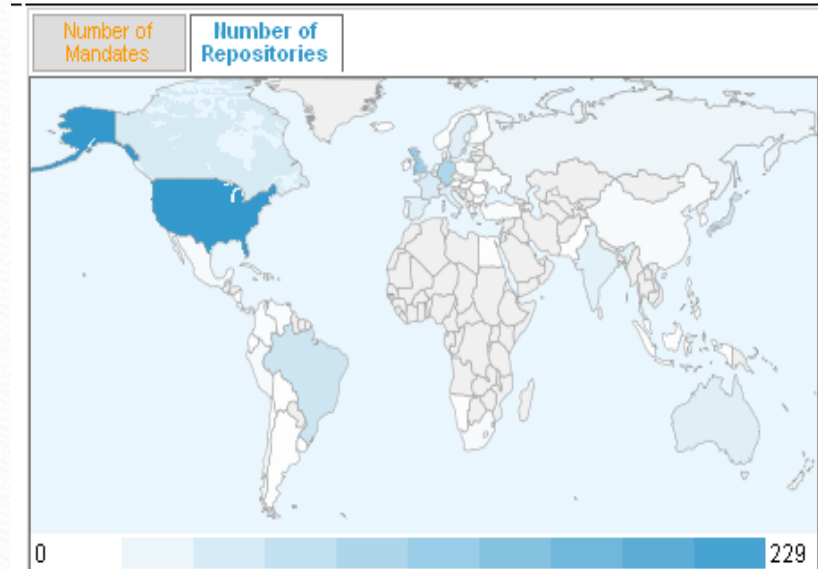 Number of
Mandates
Number of
Repositories
0
229